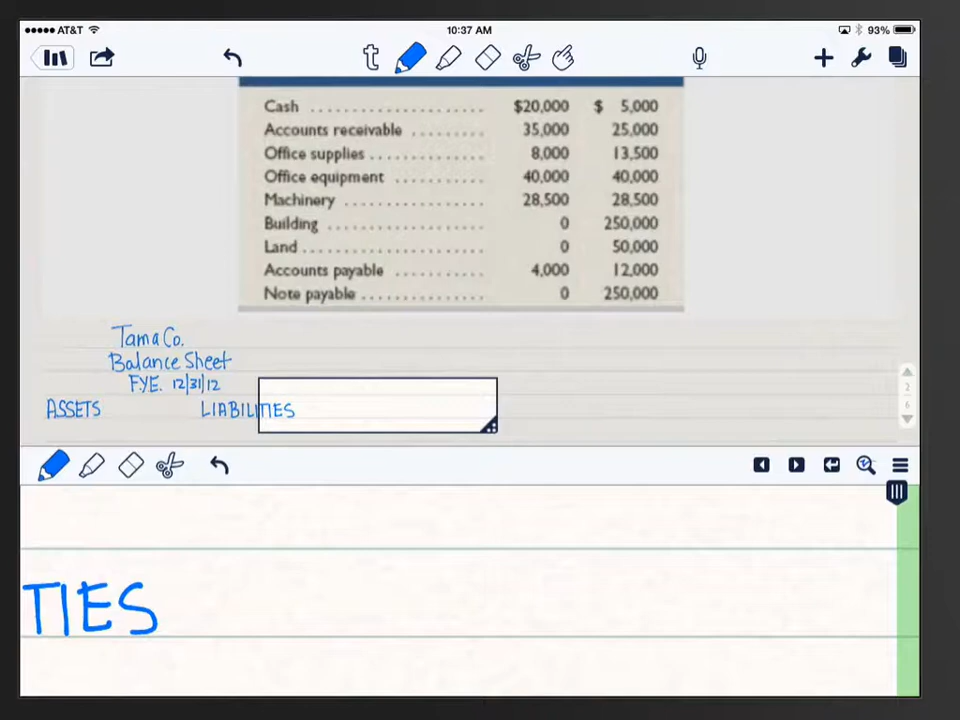 AT&T 10:37 AM 93%
Cash ..................... $20,000 $ 5,000
Accounts receivable ......... 35,000 25,000
Office supplies .............. 8,000 13,500
Office equipment ........... 40,000 40,000
Machinery ................. 28,500 28,500
Building ................... 0 250,000
Land ...................... 0 50,000
Accounts payable ........... 4,000 12,000
Note payable ............... 0 250,000
Tama Co.
Balance Sheet
F.Y.E. 12/31/12
ASSETS LIABILITIES
2
6
TIES